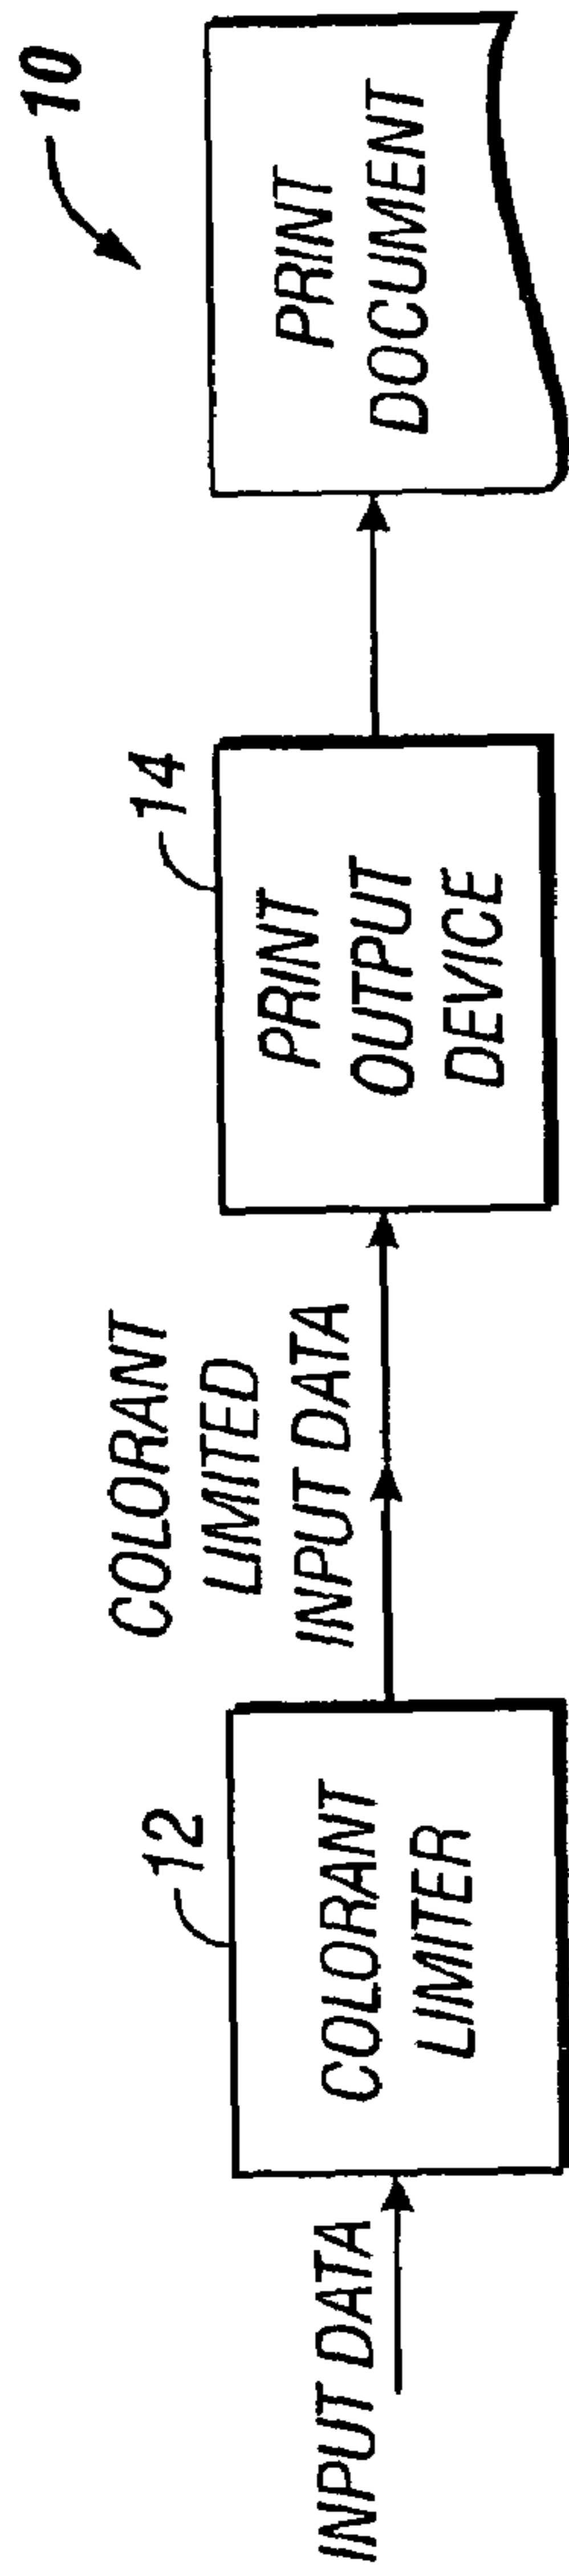 10
INPUT DATA
12
COLORANT
LIMITER
COLORANT
LIMITED
INPUT DATA
14
PRINT
OUTPUT
DEVICE
PRINT
DOCUMENT